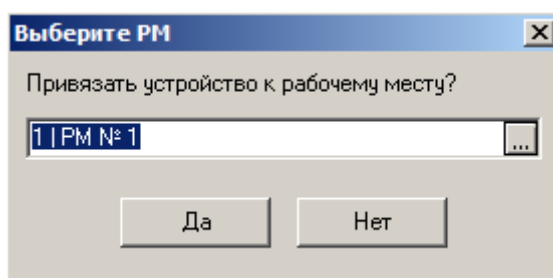 Выберите РМ
Привязать устройство к рабочему месту?
1 | РМ № 1
...
Да
Нет